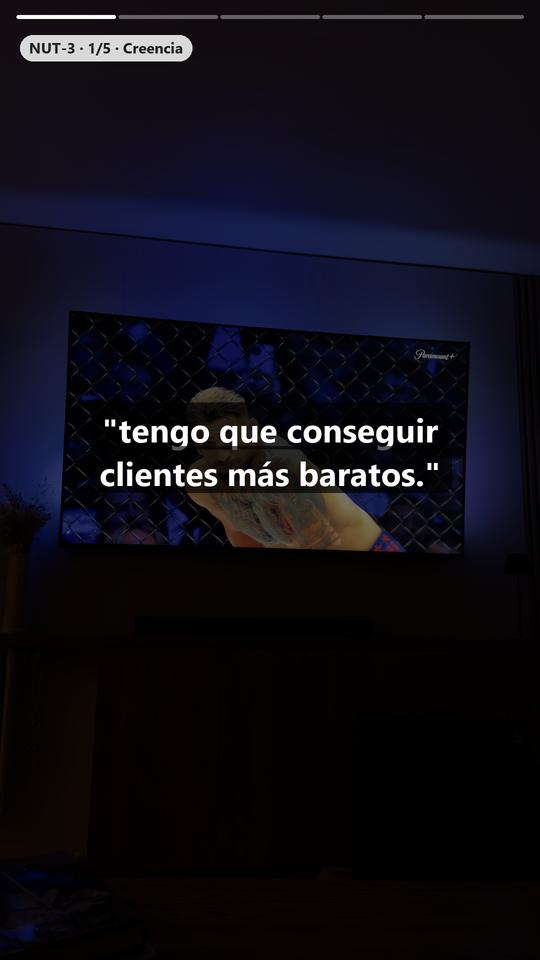 NUT-3 · 1/5 · Creencia
Paramount+
"tengo que conseguir
clientes más baratos."